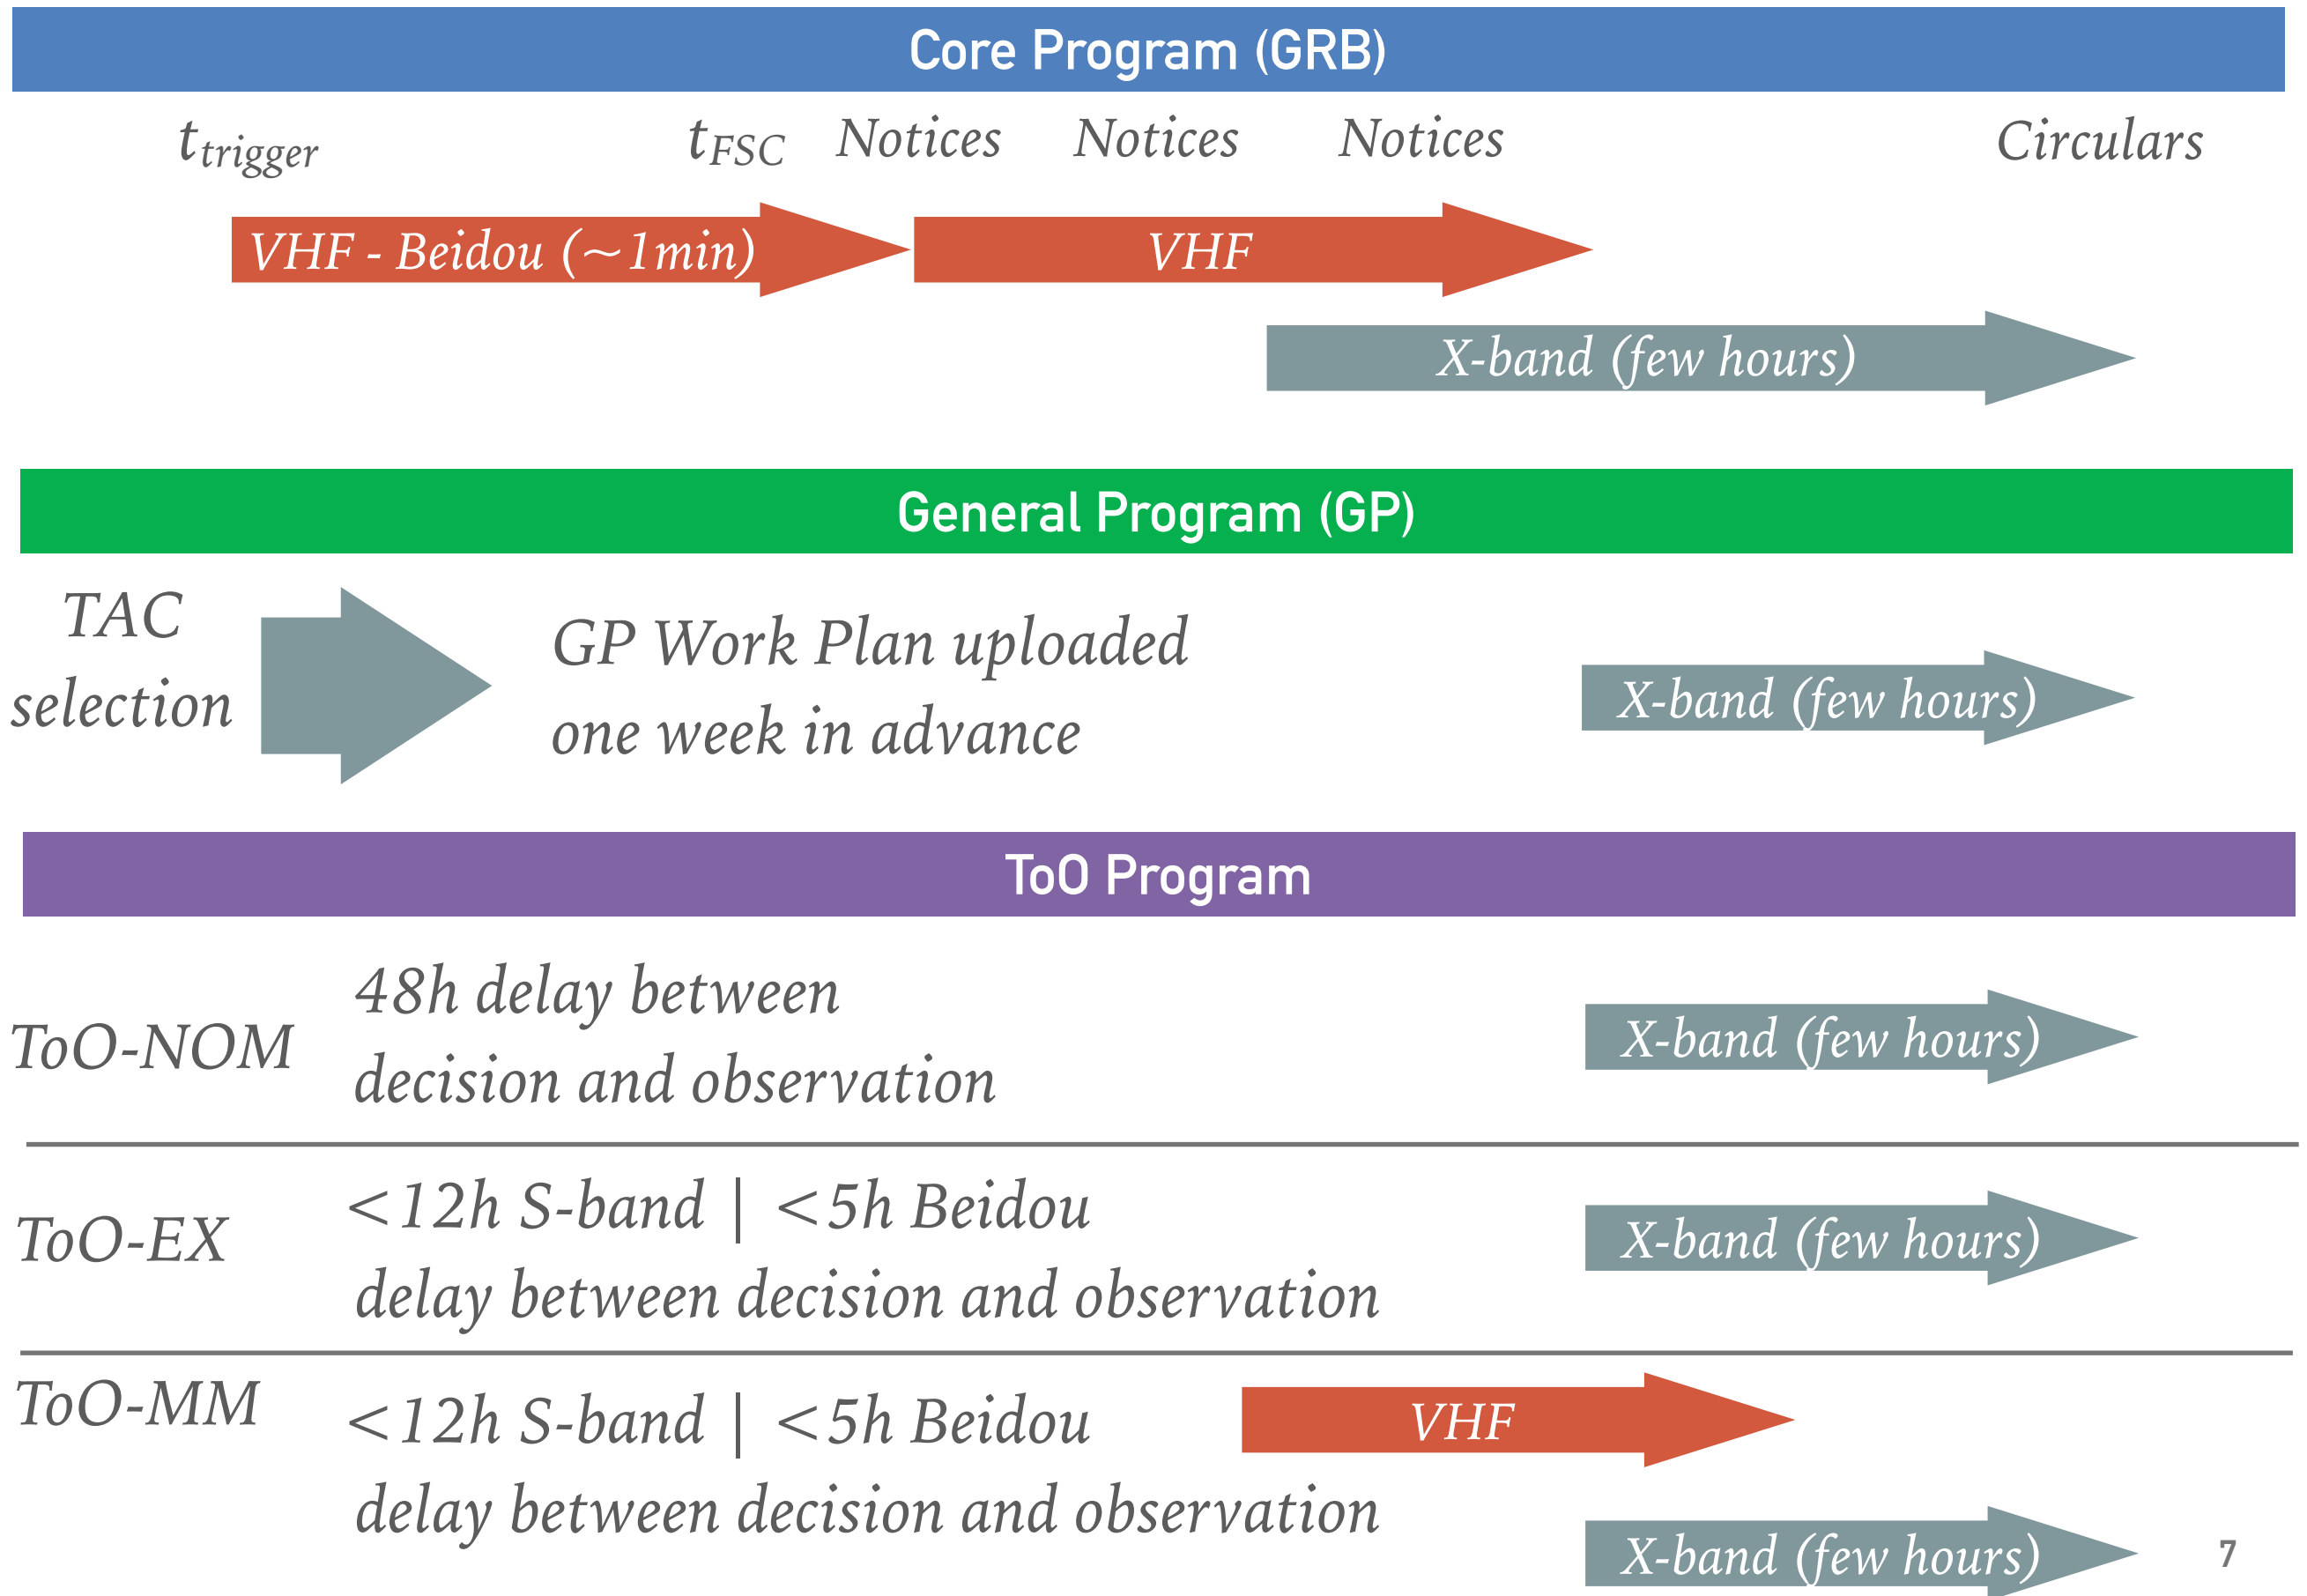 Core Program (GRB)
t_trigger t_FSC Notices Notices Notices Circulars
VHF - Beidou (~1min) VHF
X-band (few hours)
General Program (GP)
TAC
selection
GP Work Plan uploaded
one week in advance
X-band (few hours)
ToO Program
ToO-NOM
48h delay between
decision and observation
X-band (few hours)
ToO-EX
<12h S-band | <5h Beidou
delay between decision and observation
X-band (few hours)
ToO-MM
<12h S-band | <5h Beidou
delay between decision and observation
VHF
X-band (few hours)
7